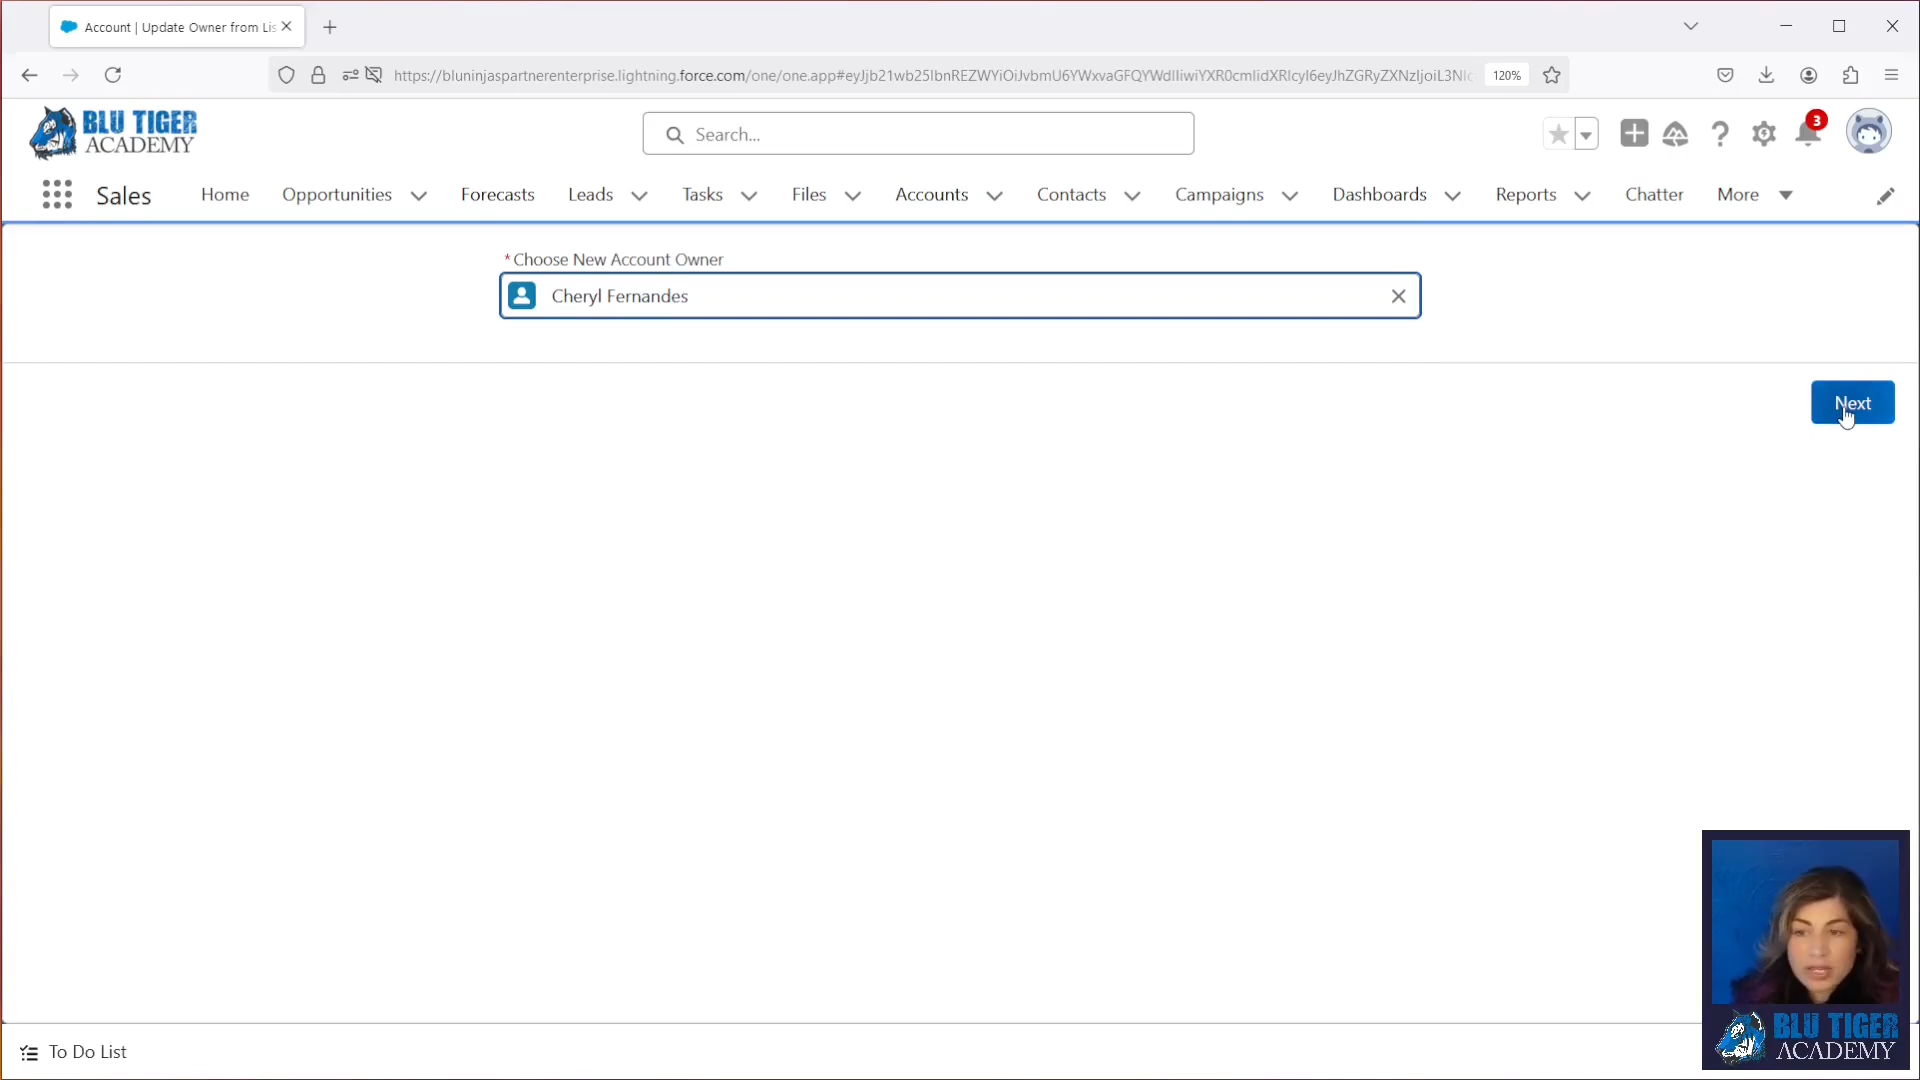 Account | Update Owner from Lis
https://bluninjaspartnerenterprise.lightning.force.com/one/one.app#
120%
BLU TIGER
ACADEMY
Search...
3
Sales
Home
Opportunities
Forecasts
Leads
Tasks
Files
Accounts
Contacts
Campaigns
Dashboards
Reports
Chatter
More
*Choose New Account Owner
Cheryl Fernandes
Next
To Do List
BLU TIGER
ACADEMY